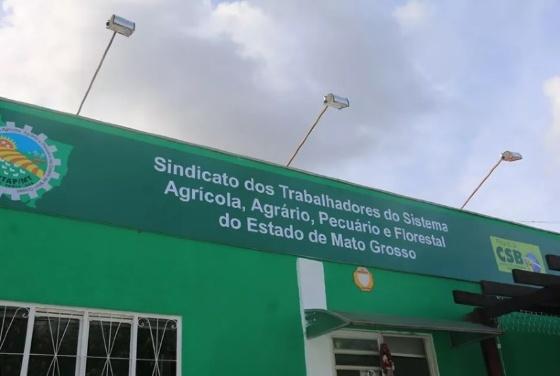 Sindicato dos Trabalhadores do Sistema
Agrícola, Agrário, Pecuário e Florestal
do Estado de Mato Grosso
CSB